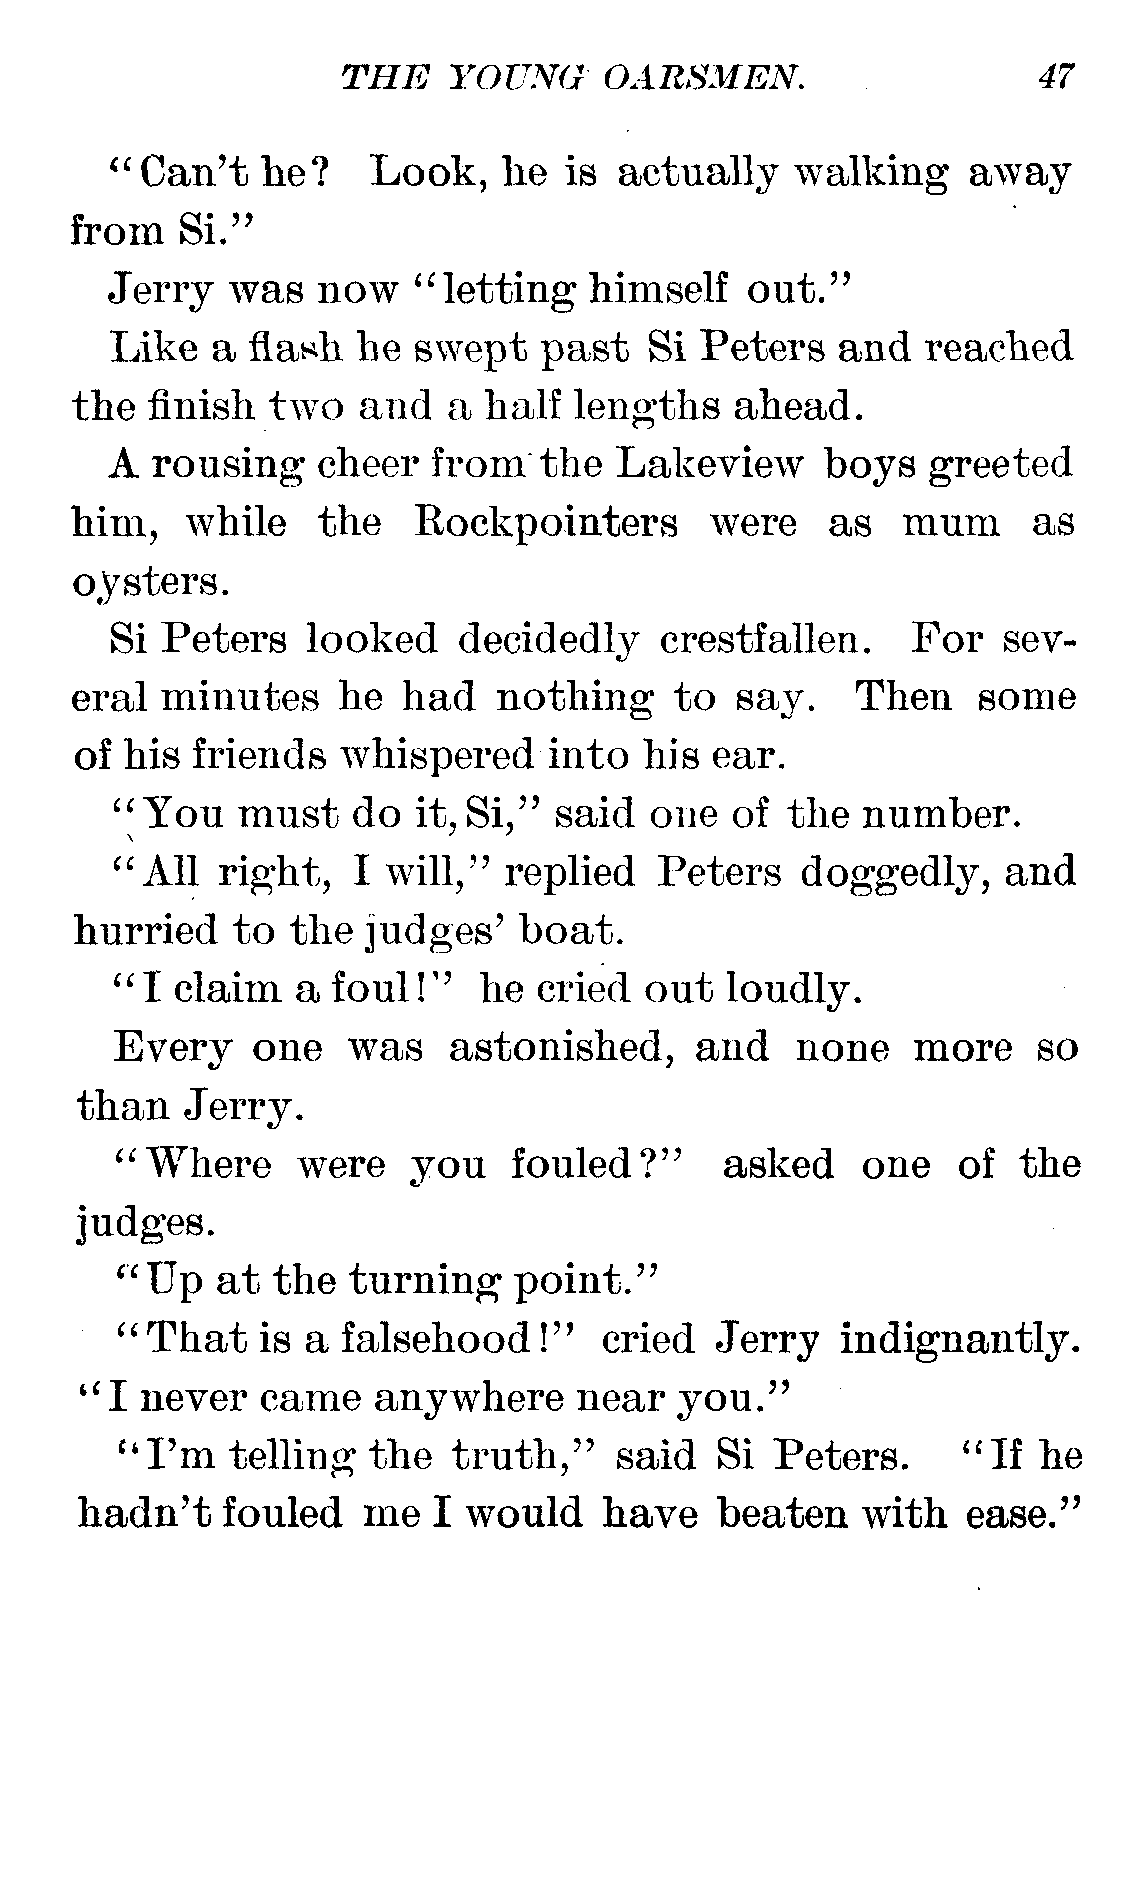 THE YOUNG OARSMEN. 47
"Can't he? Look, he is actually walking away
from Si."
Jerry was now "letting himself out."
Like a flash he swept past Si Peters and reached
the finish two and a half lengths ahead.
A rousing cheer from the Lakeview boys greeted
him, while the Rockpointers were as mum as
oysters.
Si Peters looked decidedly crestfallen. For sev-
eral minutes he had nothing to say. Then some
of his friends whispered into his ear.
"You must do it, Si," said one of the number.
"All right, I will," replied Peters doggedly, and
hurried to the judges' boat.
"I claim a foul!" he cried out loudly.
Every one was astonished, and none more so
than Jerry.
"Where were you fouled?" asked one of the
judges.
"Up at the turning point."
"That is a falsehood!" cried Jerry indignantly.
"I never came anywhere near you."
"I'm telling the truth," said Si Peters. "If he
hadn't fouled me I would have beaten with ease."